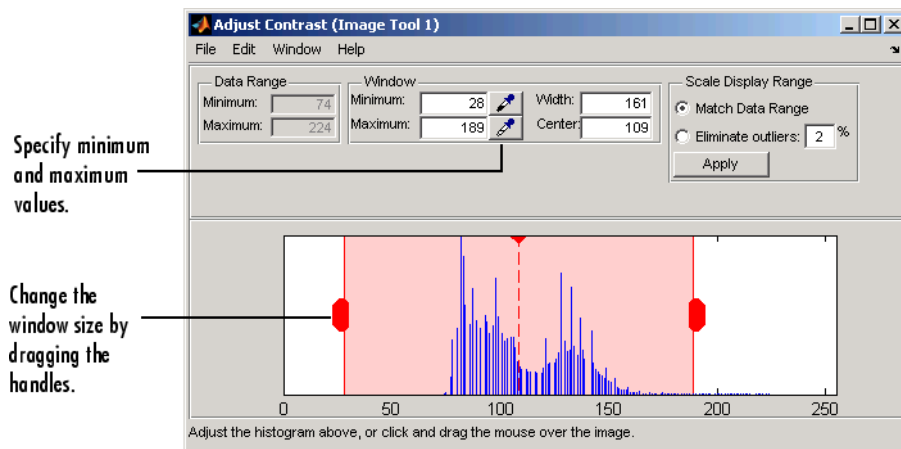 Adjust Contrast (Image Tool 1)
File Edit Window Help
Data Range
Minimum: 74
Maximum: 224
Window
Minimum: 28
Maximum: 189
Width: 161
Center: 109
Scale Display Range
Match Data Range
Eliminate outliers: 2 %
Apply
Specify minimum
and maximum
values.
Change the
window size by
dragging the
handles.
0 50 100 150 200 250
Adjust the histogram above, or click and drag the mouse over the image.